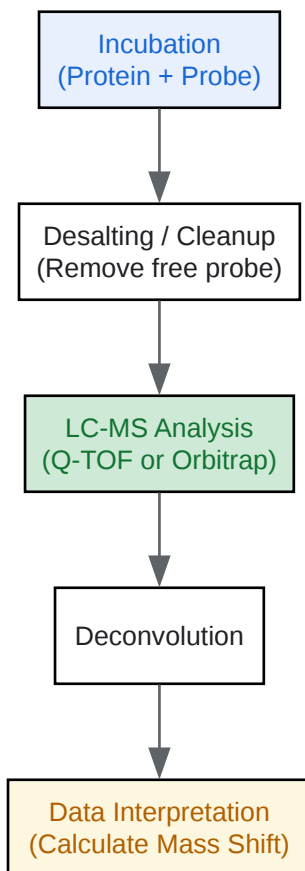 Incubation
(Protein + Probe)
Desalting / Cleanup
(Remove free probe)
LC-MS Analysis
(Q-TOF or Orbitrap)
Deconvolution
Data Interpretation
(Calculate Mass Shift)